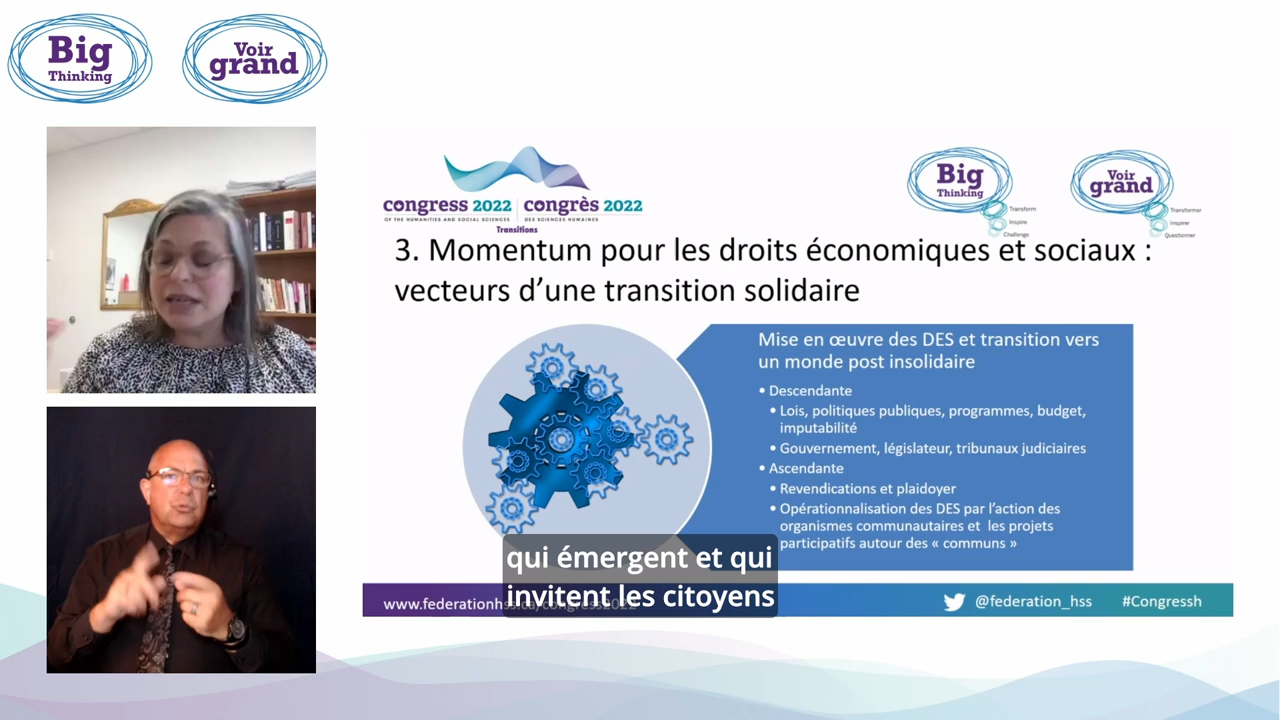 Big
Thinking
Voir
grand
congress 2022
OF THE HUMANITIES AND SOCIAL SCIENCES
congrès 2022
DES SCIENCES HUMAINES
Transitions
Big
Thinking
Transform
Inspire
Challenge
Voir
grand
Transformer
Inspirer
Questionner
3. Momentum pour les droits économiques et sociaux :
vecteurs d’une transition solidaire
Mise en œuvre des DES et transition vers
un monde post insolidaire
• Descendante
• Lois, politiques publiques, programmes, budget,
imputabilité
• Gouvernement, législateur, tribunaux judiciaires
• Ascendante
• Revendications et plaidoyer
• Opérationnalisation des DES par l’action des
organismes communautaires et les projets
participatifs autour des « communs »
qui émergent et qui
invitent les citoyens
www.federationhss.ca/congress2022
@federation_hss
#Congressh